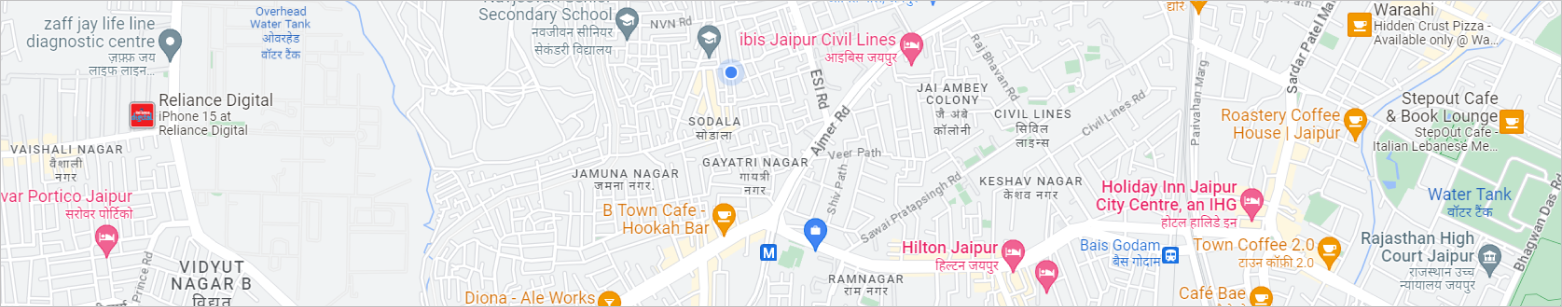 zaff jay life line
diagnostic centre
ज़फ़्फ़ जय
लाइफ लाइन...
Overhead
Water Tank
ओवरहेड
वॉटर टैंक
Secondary School
नवजीवन सीनियर
सेकंडरी विद्यालय
NVN Rd
ibis Jaipur Civil Lines
आइबिस जयपुर
ESI Rd
Raj Bhavan Rd
JAI AMBEY
COLONY
जै अंबे
कॉलोनी
CIVIL LINES
सिविल
लाइन्स
Civil Lines Rd
Parivahan Marg
Sardar Patel Ma
Waraahi
Hidden Crust Pizza -
Available only @ Wa...
Stepout Cafe
& Book Lounge
StepOut Cafe -
Italian Lebanese Me...
Roastery Coffee
House | Jaipur
Reliance Digital
iPhone 15 at
Reliance Digital
VAISHALI NAGAR
वैशाली
नगर
SODALA
सोडाला
GAYATRI NAGAR
गायत्री
नगर
Ajmer Rd
Veer Path
Shiv Path
Sawai Pratapsingh Rd
JAMUNA NAGAR
जमना नगर.
KESHAV NAGAR
केशव नगर
Holiday Inn Jaipur
City Centre, an IHG
होटल हालिडे इन
Water Tank
वॉटर टैंक
var Portico Jaipur
सरोवर पोर्टिको
B Town Cafe -
Hookah Bar
M
Hilton Jaipur
हिल्टन जयपुर
Bais Godam
बैस गोदाम
Town Coffee 2.0
टाउन कॉफ़ी 2.0
Rajasthan High
Court Jaipur
राजस्थान उच्च
न्यायालय जयपुर
Bhagwan Das Rd
Prince Rd
VIDYUT
NAGAR B
विद्युत
RAMNAGAR
राम नगर
Diona - Ale Works
Café Bae